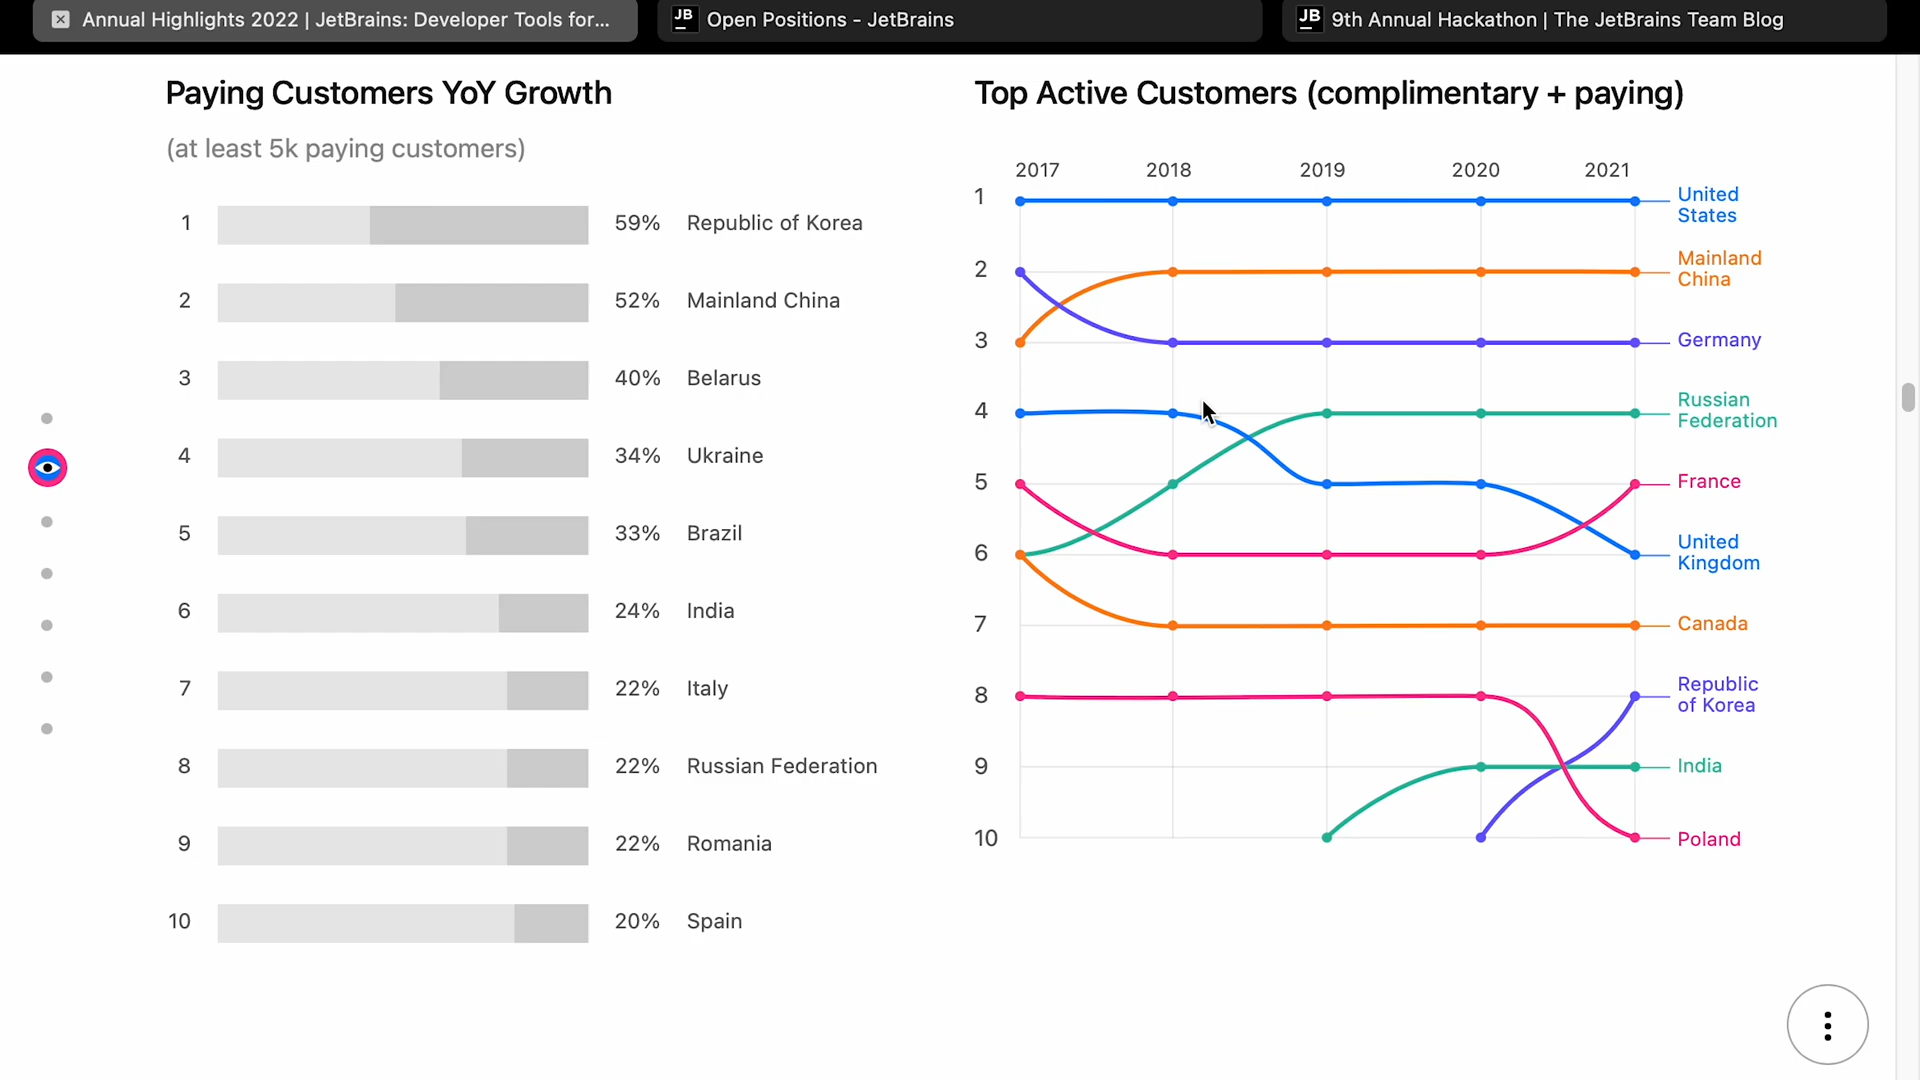 Annual Highlights 2022 | JetBrains: Developer Tools for...
JB Open Positions - JetBrains
JB 9th Annual Hackathon | The JetBrains Team Blog
Paying Customers YoY Growth
(at least 5k paying customers)
1 59% Republic of Korea
2 52% Mainland China
3 40% Belarus
4 34% Ukraine
5 33% Brazil
6 24% India
7 22% Italy
8 22% Russian Federation
9 22% Romania
10 20% Spain
Top Active Customers (complimentary + paying)
2017 2018 2019 2020 2021
1 United
States
2 Mainland
China
3 Germany
4 Russian
Federation
5 France
6 United
Kingdom
7 Canada
8 Republic
of Korea
9 India
10 Poland